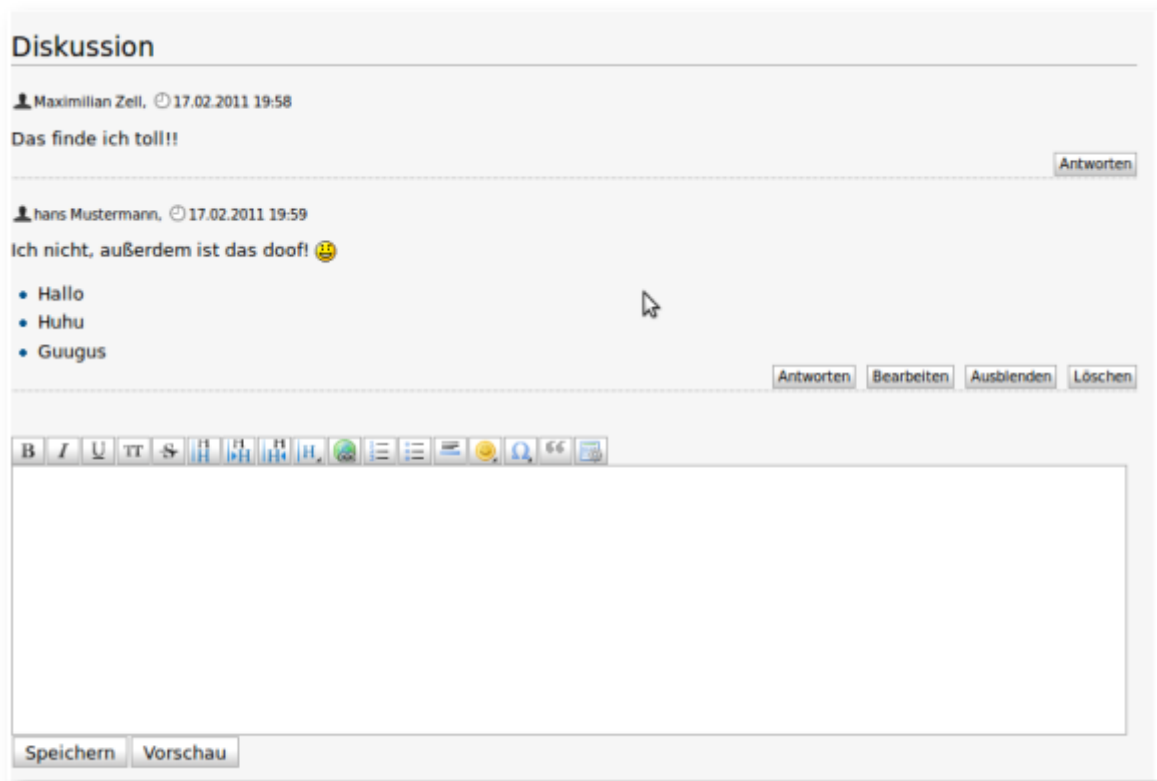 Diskussion
Maximilian Zell, 17.02.2011 19:58
Das finde ich toll!!
Antworten
hans Mustermann, 17.02.2011 19:59
Ich nicht, außerdem ist das doof!
• Hallo
• Huhu
• Guugus
Antworten Bearbeiten Ausblenden Löschen
B I U TT S H H H H Ω “
Speichern Vorschau